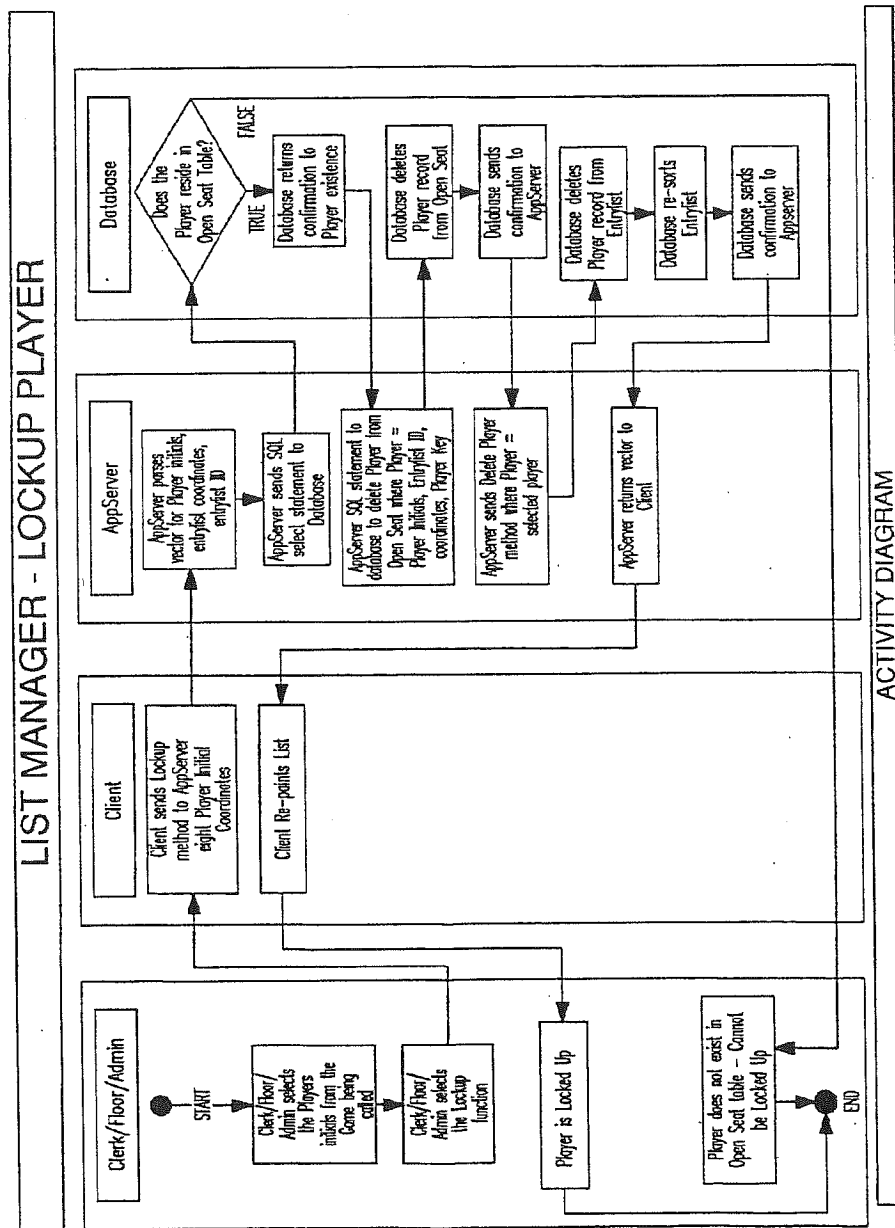 LIST MANAGER - LOCKUP PLAYER
Clerk/Floor/Admin
START
Clerk/Floor/
Admin selects
the Players
initials from the
Game being
called
Clerk/Floor/
Admin selects
the Lockup
function
Player is Locked Up
Player does not exist in
Open Seat table - Cannot
be Locked Up
END
Client
Client sends Lockup
method to AppServer
eight Player Initial
Coordinates
Client Re-paints List
AppServer
AppServer parses
vector for Player initials,
entrylist coordinates,
entrylist ID
AppServer sends SQL
select statement to
Database
AppServer SQL statement to
database to delete Player from
Open Seat where Player =
Player Initials, Entrylist ID,
coordinates, Player Key
AppServer sends Delete Player
method where Player =
selected player
AppServer returns vector to
Client
Database
Does the
Player reside in
Open Seat Table?
TRUE
FALSE
Database returns
confirmation to
Player existence
Database deletes
Player record
from Open Seat
Database sends
confirmation to
AppServer
Database deletes
Player record from
Entrylist
Database re-sorts
Entrylist
Database sends
confirmation to
Appserver
ACTIVITY DIAGRAM